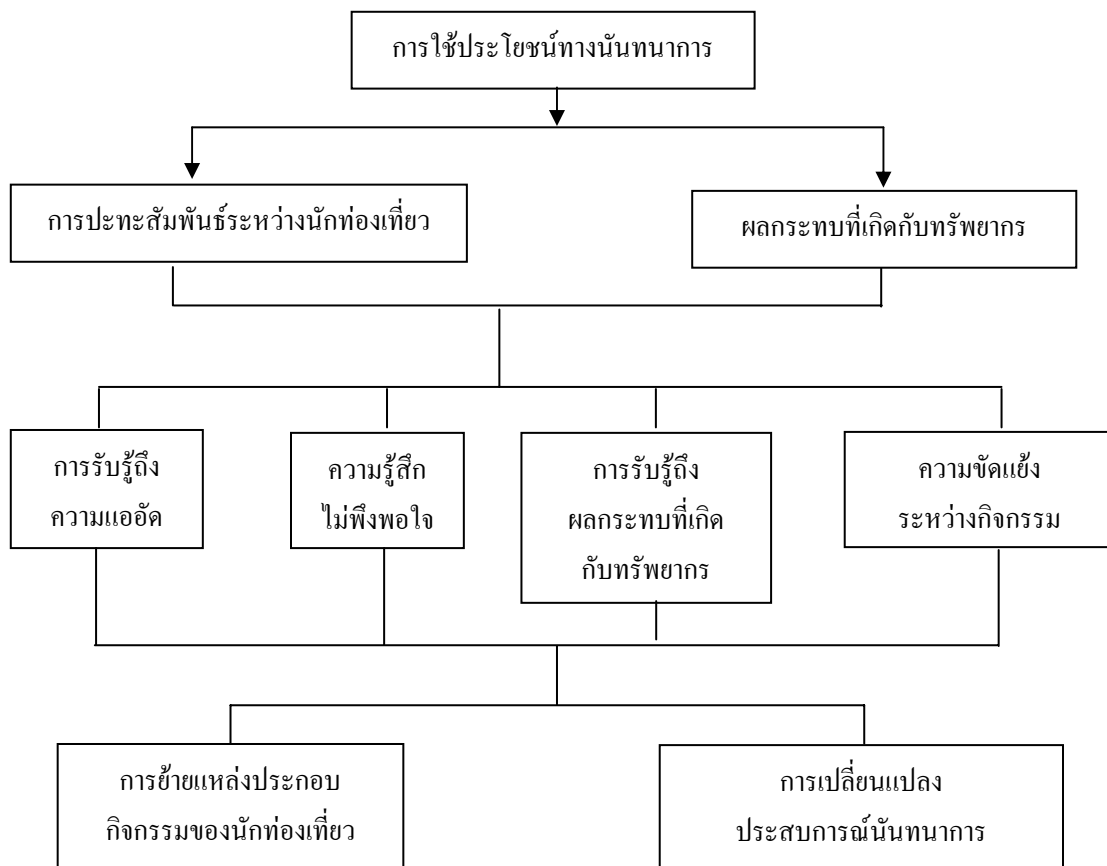 การใช้ประโยชน์ทางนันทนาการ
การปะทะสัมพันธ์ระหว่างนักท่องเที่ยว
ผลกระทบที่เกิดกับทรัพยากร
การรับรู้ถึง
ความแออัด
ความรู้สึก
ไม่พึงพอใจ
การรับรู้ถึง
ผลกระทบที่เกิด
กับทรัพยากร
ความขัดแย้ง
ระหว่างกิจกรรม
การย้ายแหล่งประกอบ
กิจกรรมของนักท่องเที่ยว
การเปลี่ยนแปลง
ประสบการณ์นันทนาการ